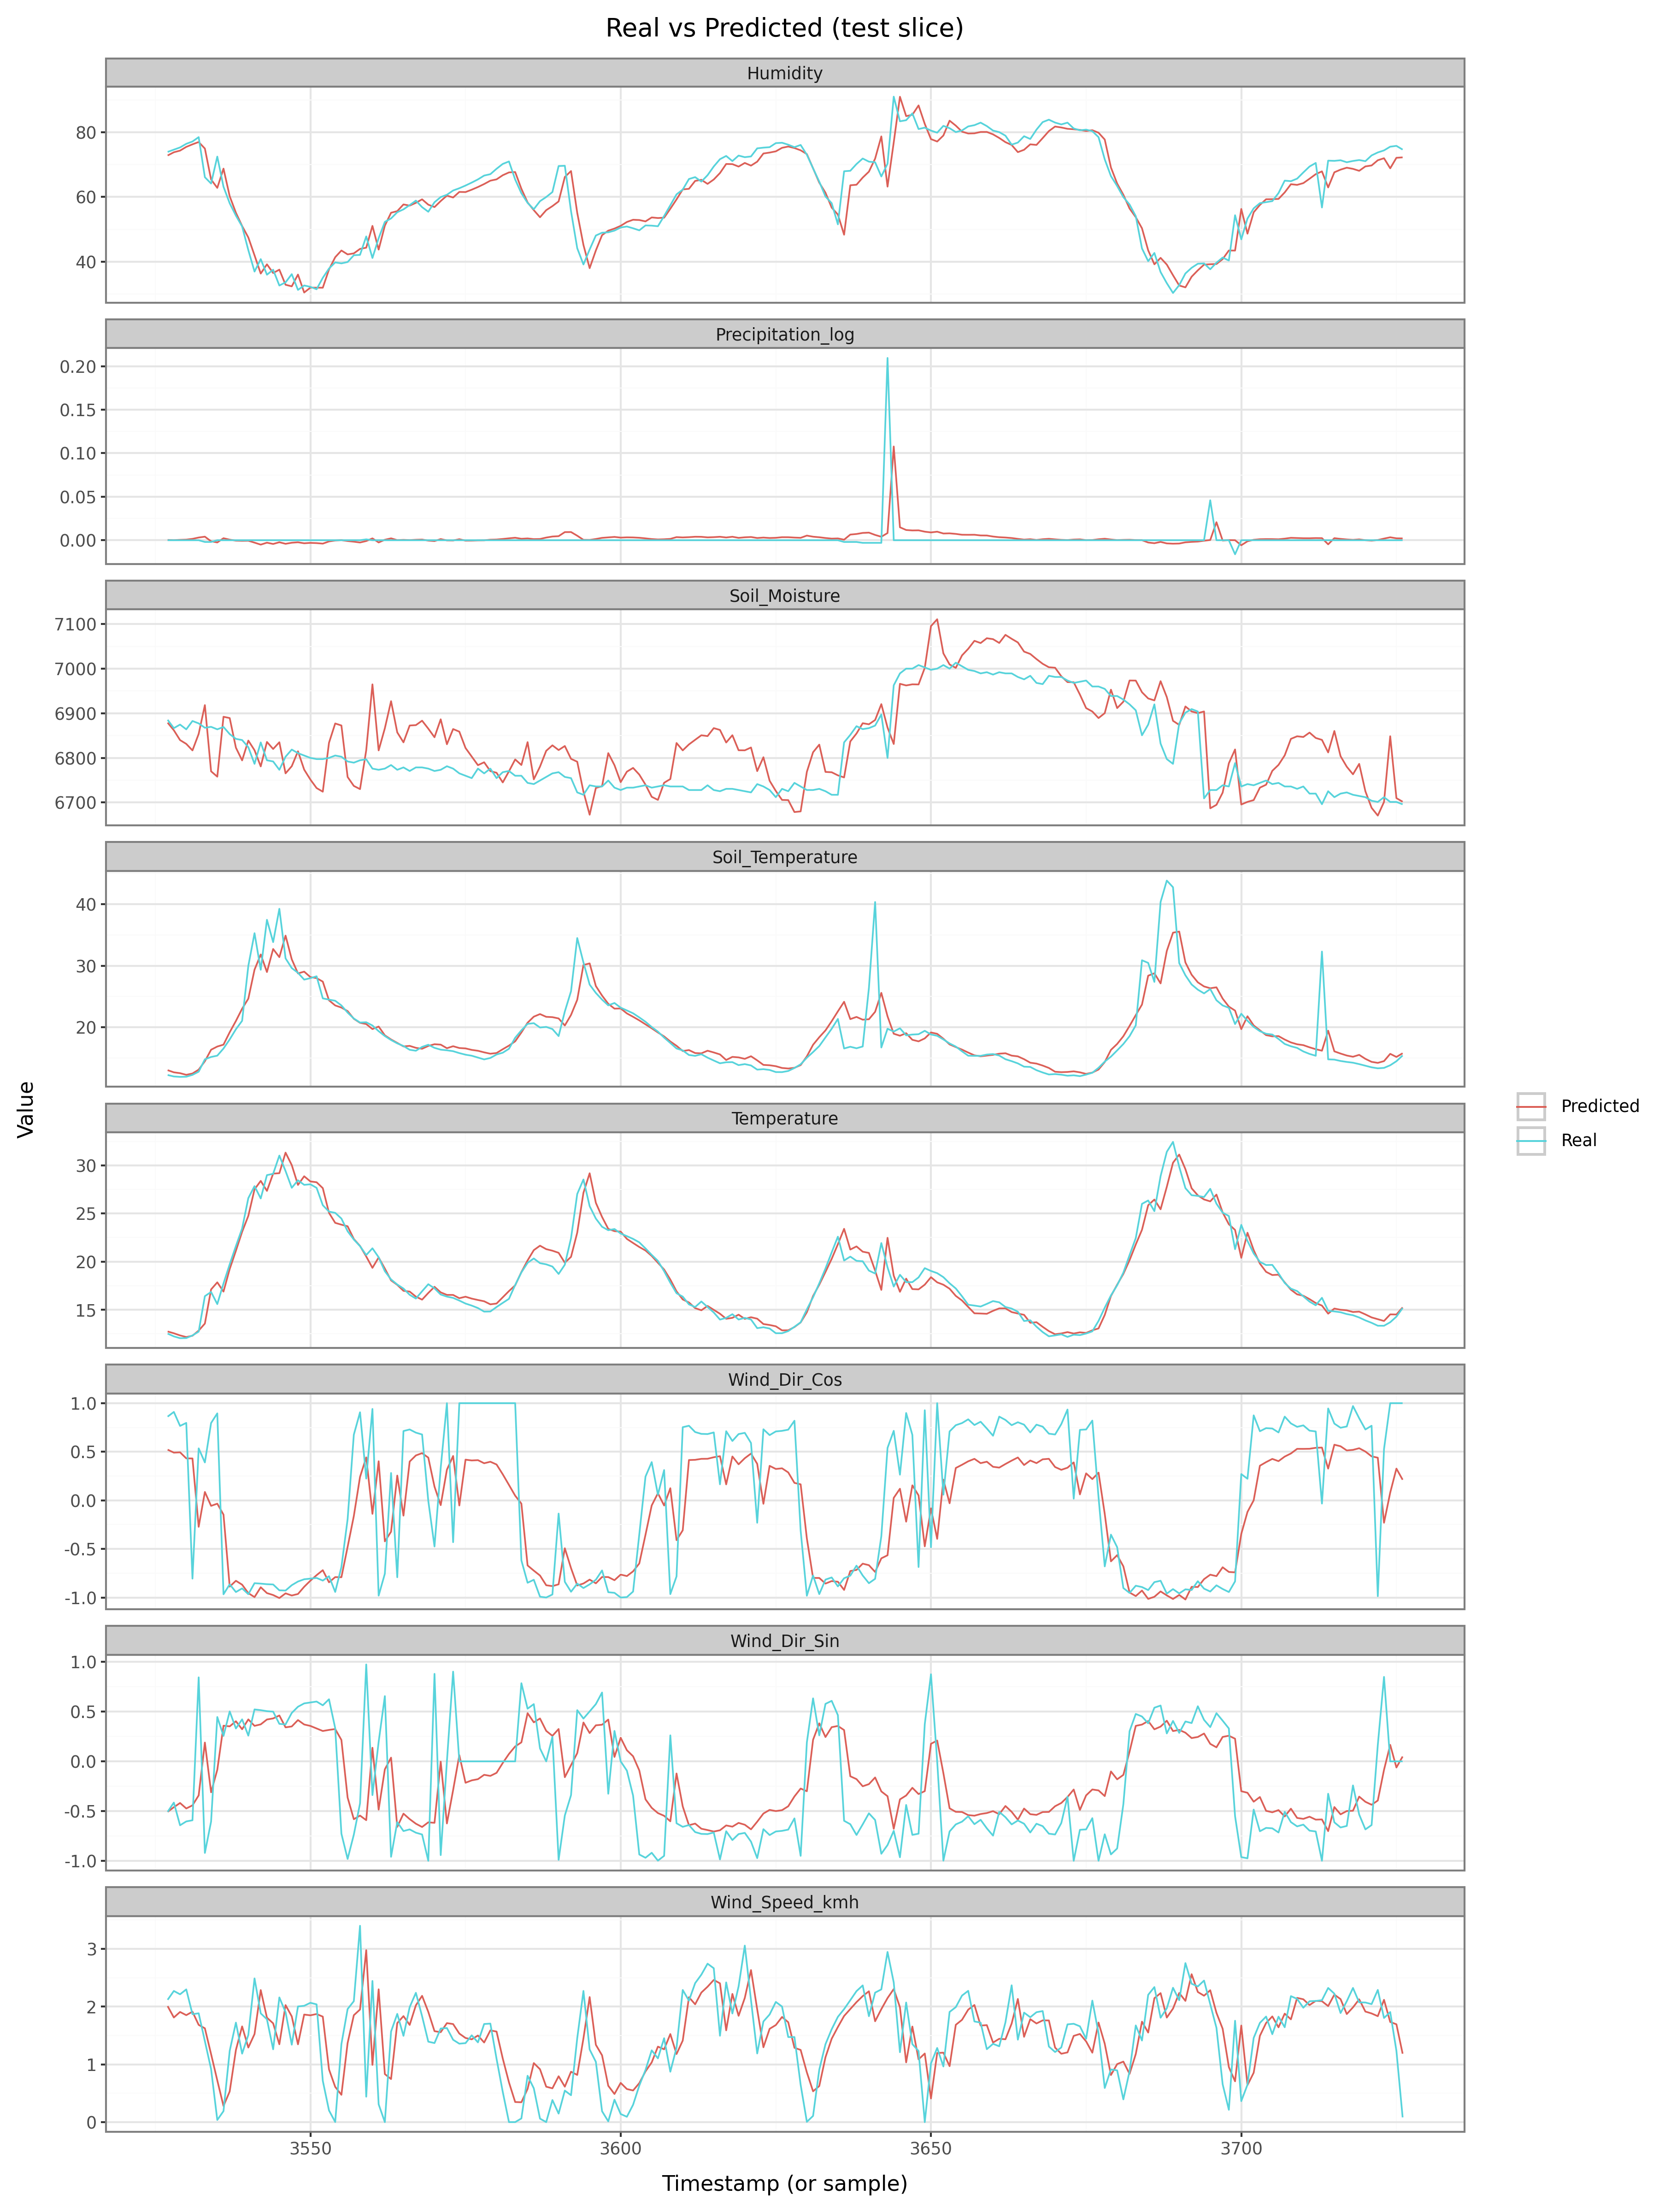 Real vs Predicted (test slice)
Humidity
80
60
40
Precipitation_log
0.20
0.15
0.10
0.05
0.00
Soil_Moisture
7100
7000
6900
6800
6700
Soil_Temperature
40
30
20
Value
Temperature
30
25
20
15
Predicted
Real
Wind_Dir_Cos
1.0
0.5
0.0
-0.5
-1.0
Wind_Dir_Sin
1.0
0.5
0.0
-0.5
-1.0
Wind_Speed_kmh
3
2
1
0
3550 3600 3650 3700
Timestamp (or sample)